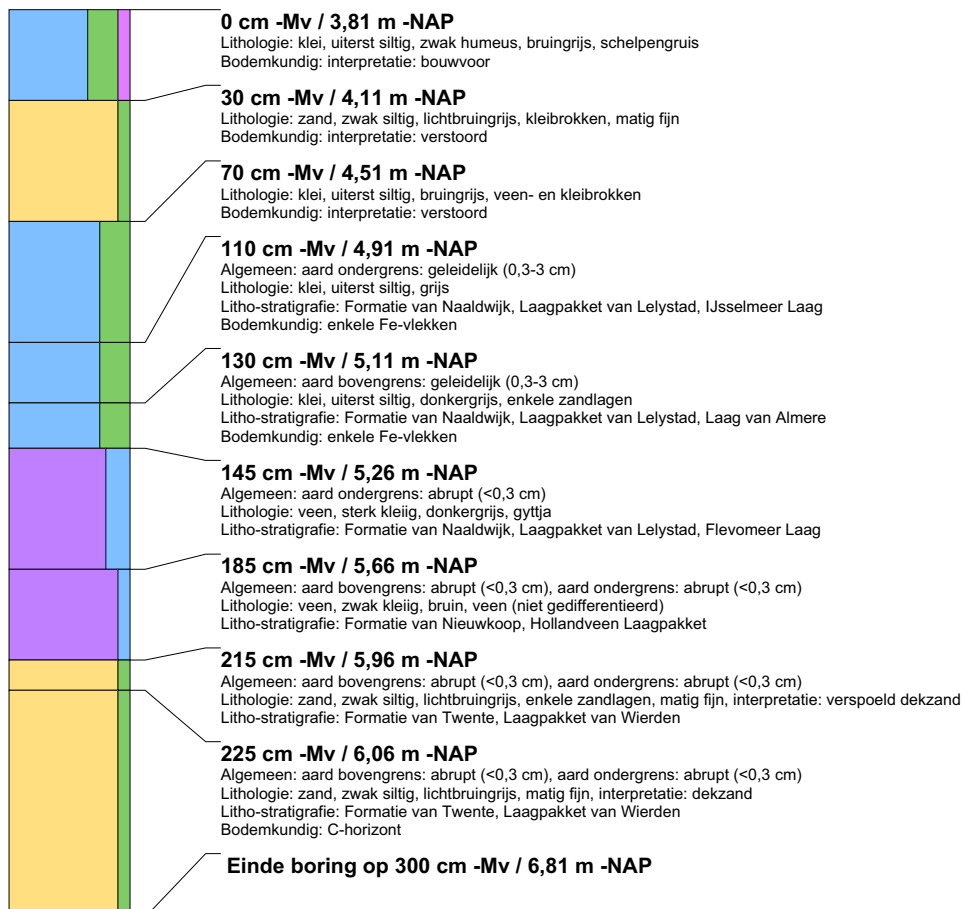 0 cm -Mv / 3,81 m -NAP
Lithologie: klei, uiterst siltig, zwak humeus, bruingrijs, schelpengruis
Bodemkundig: interpretatie: bouwvoor
30 cm -Mv / 4,11 m -NAP
Lithologie: zand, zwak siltig, lichtbruingrijs, kleibrokken, matig fijn
Bodemkundig: interpretatie: verstoord
70 cm -Mv / 4,51 m -NAP
Lithologie: klei, uiterst siltig, bruingrijs, veen- en kleibrokken
Bodemkundig: interpretatie: verstoord
110 cm -Mv / 4,91 m -NAP
Algemeen: aard ondergrens: geleidelijk (0,3-3 cm)
Lithologie: klei, uiterst siltig, grijs
Litho-stratigrafie: Formatie van Naaldwijk, Laagpakket van Lelystad, IJsselmeer Laag
Bodemkundig: enkele Fe-vlekken
130 cm -Mv / 5,11 m -NAP
Algemeen: aard bovengrens: geleidelijk (0,3-3 cm)
Lithologie: klei, uiterst siltig, donkergrijs, enkele zandlagen
Litho-stratigrafie: Formatie van Naaldwijk, Laagpakket van Lelystad, Laag van Almere
Bodemkundig: enkele Fe-vlekken
145 cm -Mv / 5,26 m -NAP
Algemeen: aard ondergrens: abrupt (<0,3 cm)
Lithologie: veen, sterk kleiig, donkergrijs, gyttja
Litho-stratigrafie: Formatie van Naaldwijk, Laagpakket van Lelystad, Flevomeer Laag
185 cm -Mv / 5,66 m -NAP
Algemeen: aard bovengrens: abrupt (<0,3 cm), aard ondergrens: abrupt (<0,3 cm)
Lithologie: veen, zwak kleiig, bruin, veen (niet gedifferentieerd)
Litho-stratigrafie: Formatie van Nieuwkoop, Hollandveen Laagpakket
215 cm -Mv / 5,96 m -NAP
Algemeen: aard bovengrens: abrupt (<0,3 cm), aard ondergrens: abrupt (<0,3 cm)
Lithologie: zand, zwak siltig, lichtbruingrijs, enkele zandlagen, matig fijn, interpretatie: verspoeld dekzand
Litho-stratigrafie: Formatie van Twente, Laagpakket van Wierden
225 cm -Mv / 6,06 m -NAP
Algemeen: aard bovengrens: abrupt (<0,3 cm), aard ondergrens: abrupt (<0,3 cm)
Lithologie: zand, zwak siltig, lichtbruingrijs, matig fijn, interpretatie: dekzand
Litho-stratigrafie: Formatie van Twente, Laagpakket van Wierden
Bodemkundig: C-horizont
Einde boring op 300 cm -Mv / 6,81 m -NAP